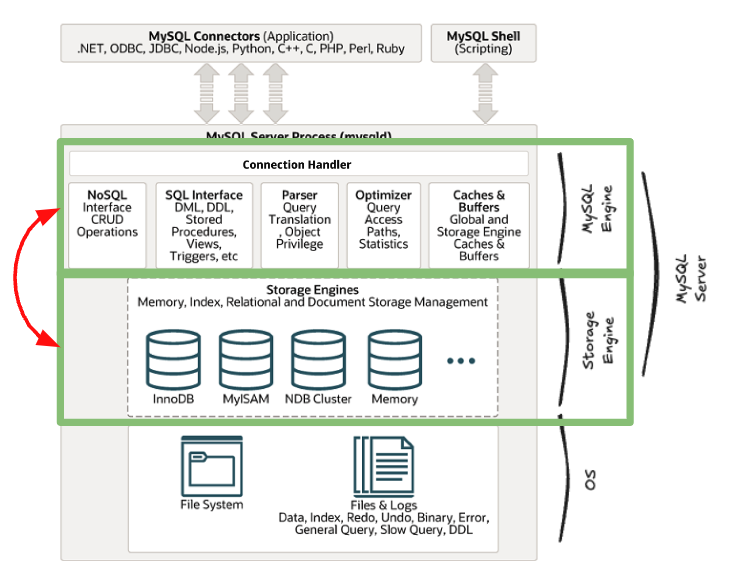 MySQL Connectors (Application)
.NET, ODBC, JDBC, Node.js, Python, C++, C, PHP, Perl, Ruby
MySQL Shell
(Scripting)
MySQL Server Process (mysqld)
Connection Handler
NoSQL
Interface
CRUD
Operations
SQL Interface
DML, DDL,
Stored
Procedures,
Views,
Triggers, etc
Parser
Query
Translation
, Object
Privilege
Optimizer
Query
Access
Paths,
Statistics
Caches &
Buffers
Global and
Storage Engine
Caches &
Buffers
MySQL
Engine
MySQL
Server
Storage Engines
Memory, Index, Relational and Document Storage Management
InnoDB
MyISAM
NDB Cluster
Memory
Storage
Engine
File System
Files & Logs
Data, Index, Redo, Undo, Binary, Error,
General Query, Slow Query, DDL
OS